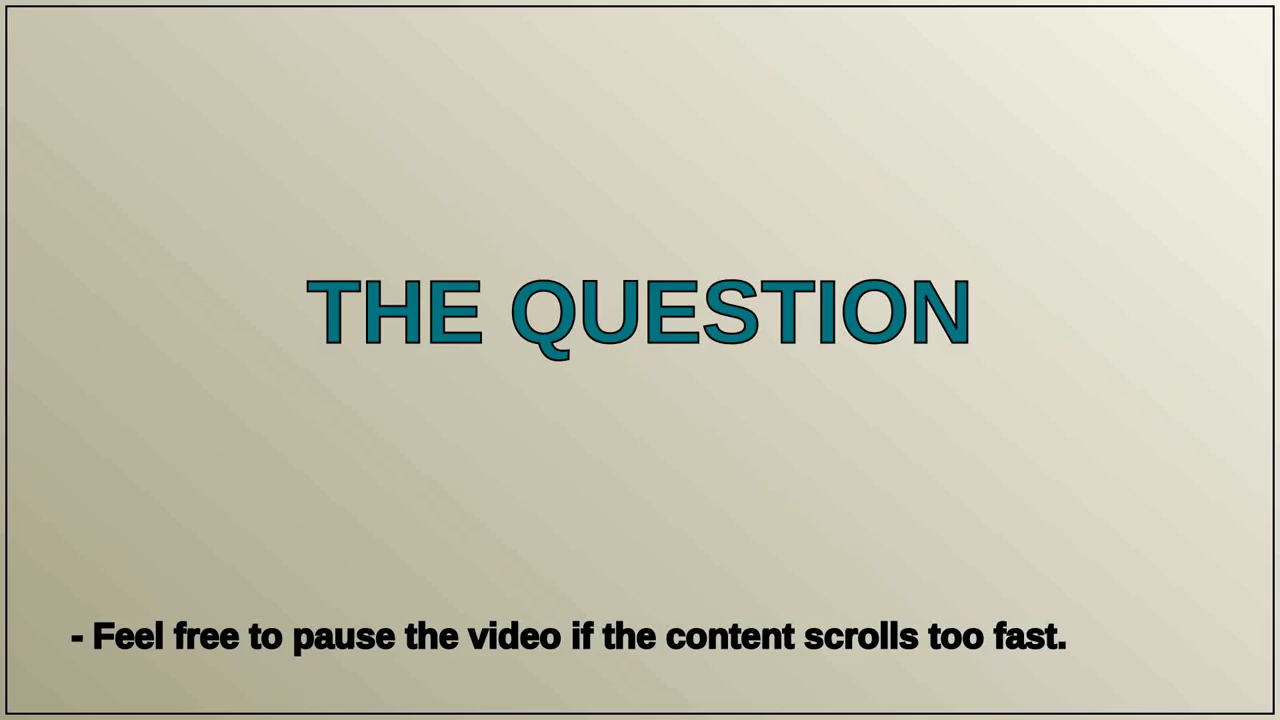 THE QUESTION
- Feel free to pause the video if the content scrolls too fast.